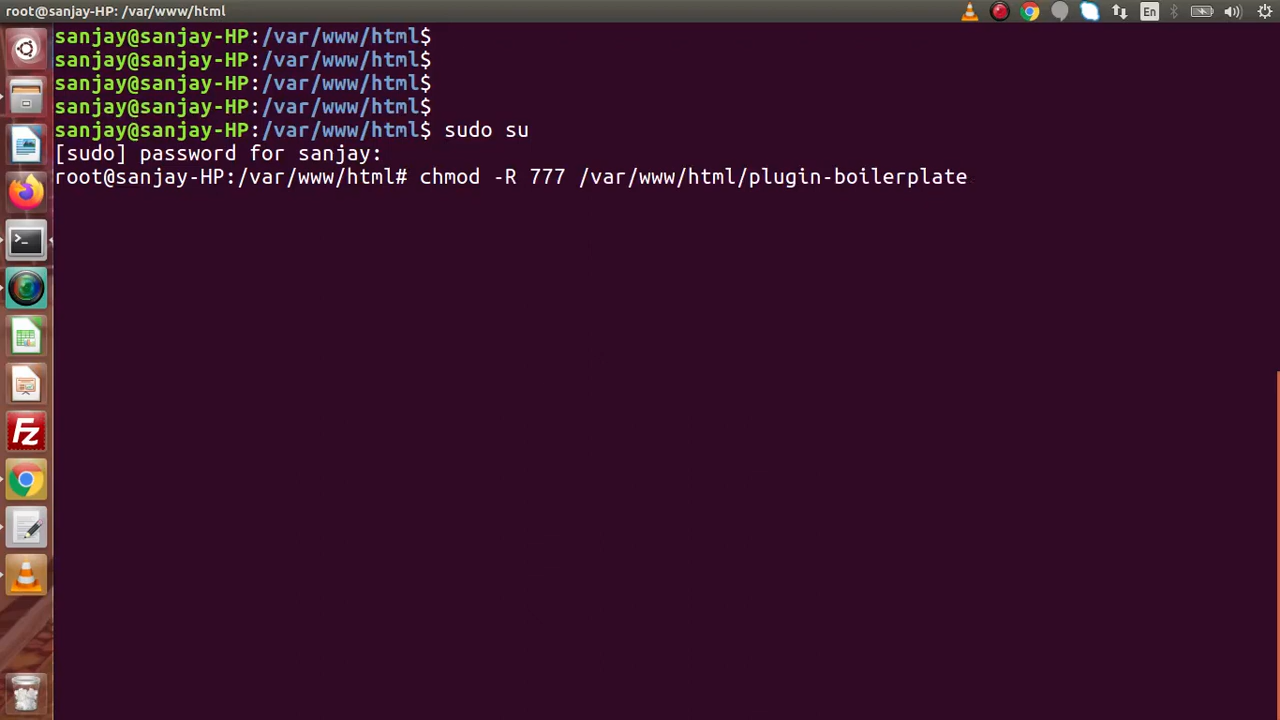 root@sanjay-HP: /var/www/html
En
sanjay@sanjay-HP:/var/www/html$
sanjay@sanjay-HP:/var/www/html$
sanjay@sanjay-HP:/var/www/html$
sanjay@sanjay-HP:/var/www/html$
sanjay@sanjay-HP:/var/www/html$ sudo su
[sudo] password for sanjay:
root@sanjay-HP:/var/www/html# chmod -R 777 /var/www/html/plugin-boilerplate
>_
Fz